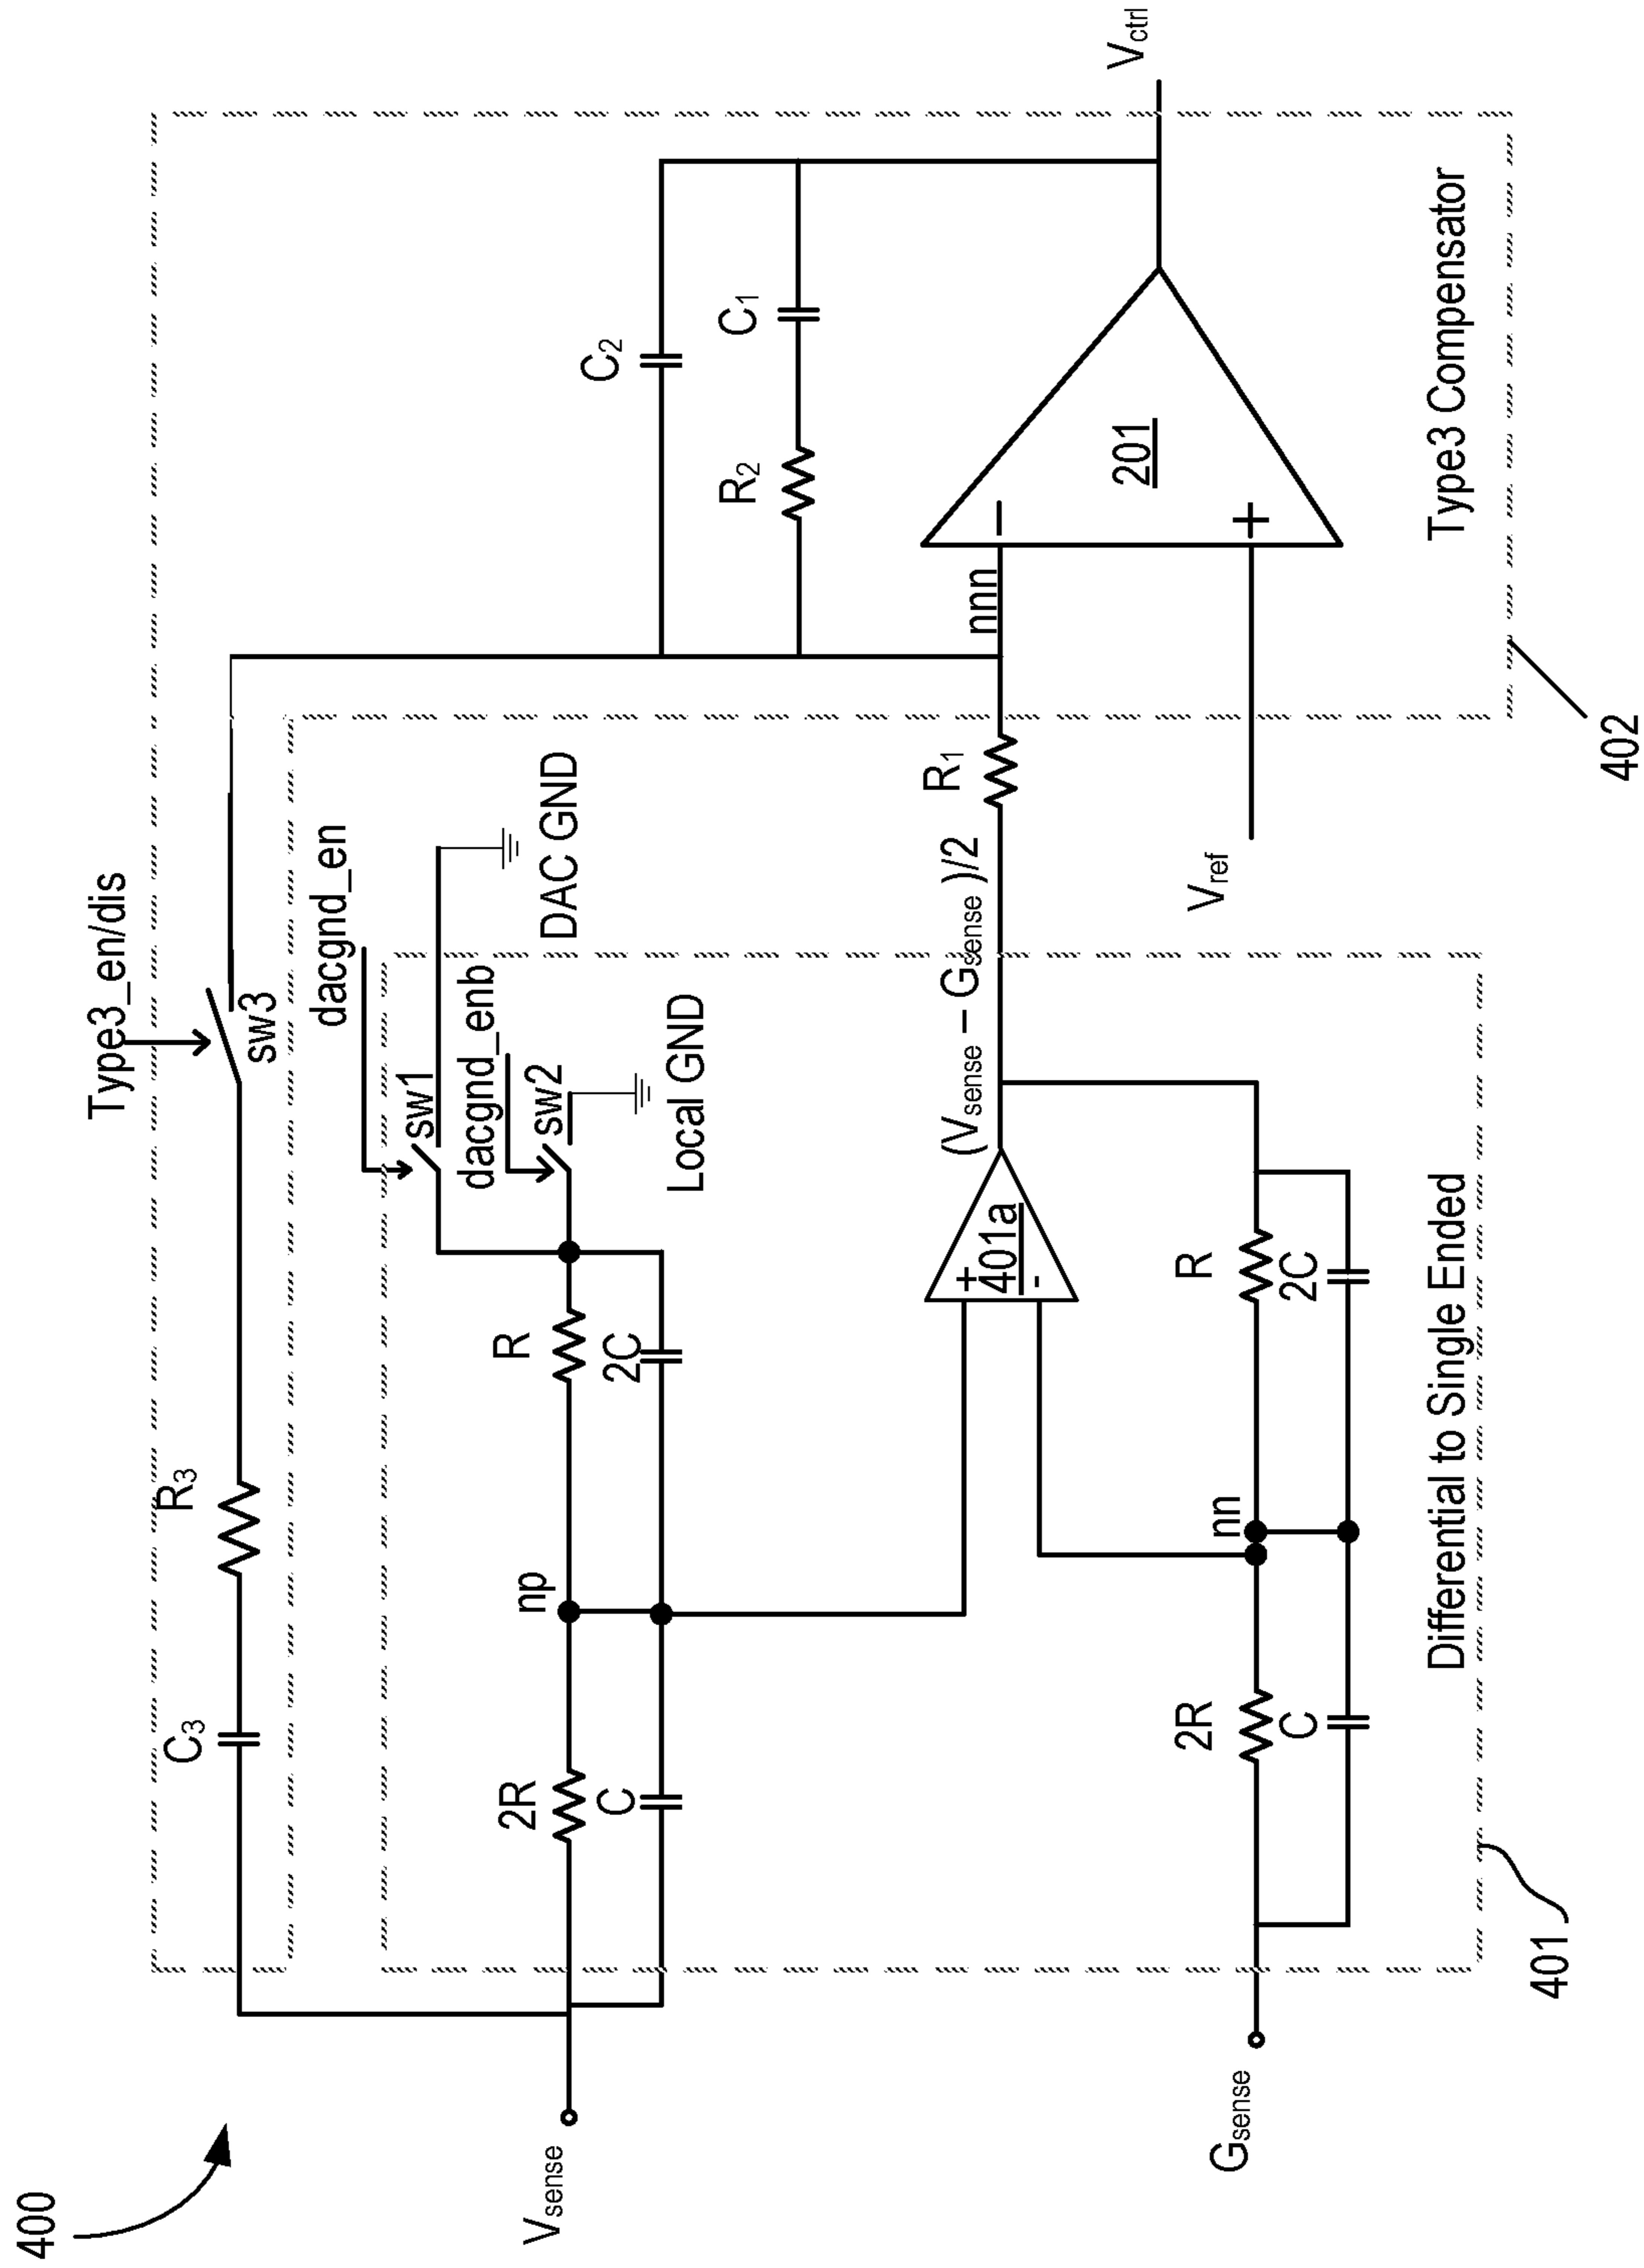 400
Type3_en/dis
C3
R3
sw3
dacgnd_en
sw1
dacgnd_enb
sw2
DAC GND
Local GND
Vsense
2R
C
np
R
2C
C2
R2
C1
401a
+
-
(Vsense – Gsense )/2
R1
nnn
201
−
+
Vctrl
Vref
Gsense
2R
C
nn
R
2C
Differential to Single Ended
Type3 Compensator
401
402